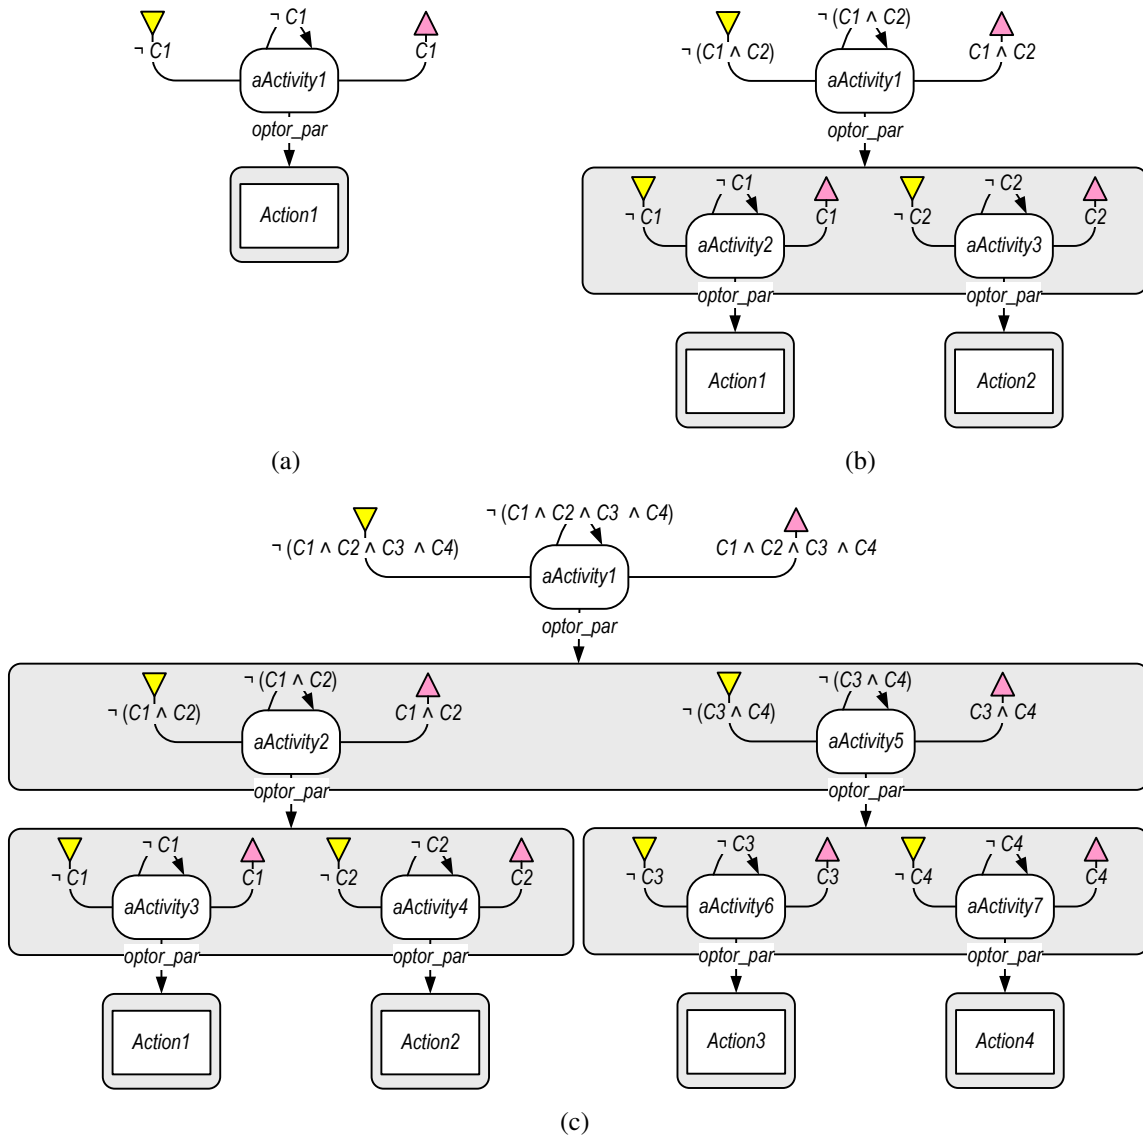 ¬ C1
¬ C1
C1
aActivity1
optor_par
Action1
(a)
¬ (C1 ∧ C2)
¬ (C1 ∧ C2)
C1 ∧ C2
aActivity1
optor_par
¬ C1
¬ C1
C1
aActivity2
optor_par
Action1
¬ C2
¬ C2
C2
aActivity3
optor_par
Action2
(b)
¬ (C1 ∧ C2 ∧ C3 ∧ C4)
¬ (C1 ∧ C2 ∧ C3 ∧ C4)
C1 ∧ C2 ∧ C3 ∧ C4
aActivity1
optor_par
¬ (C1 ∧ C2)
¬ (C1 ∧ C2)
C1 ∧ C2
aActivity2
optor_par
¬ (C3 ∧ C4)
¬ (C3 ∧ C4)
C3 ∧ C4
aActivity5
optor_par
¬ C1
¬ C1
C1
aActivity3
optor_par
Action1
¬ C2
¬ C2
C2
aActivity4
optor_par
Action2
¬ C3
¬ C3
C3
aActivity6
optor_par
Action3
¬ C4
¬ C4
C4
aActivity7
optor_par
Action4
(c)